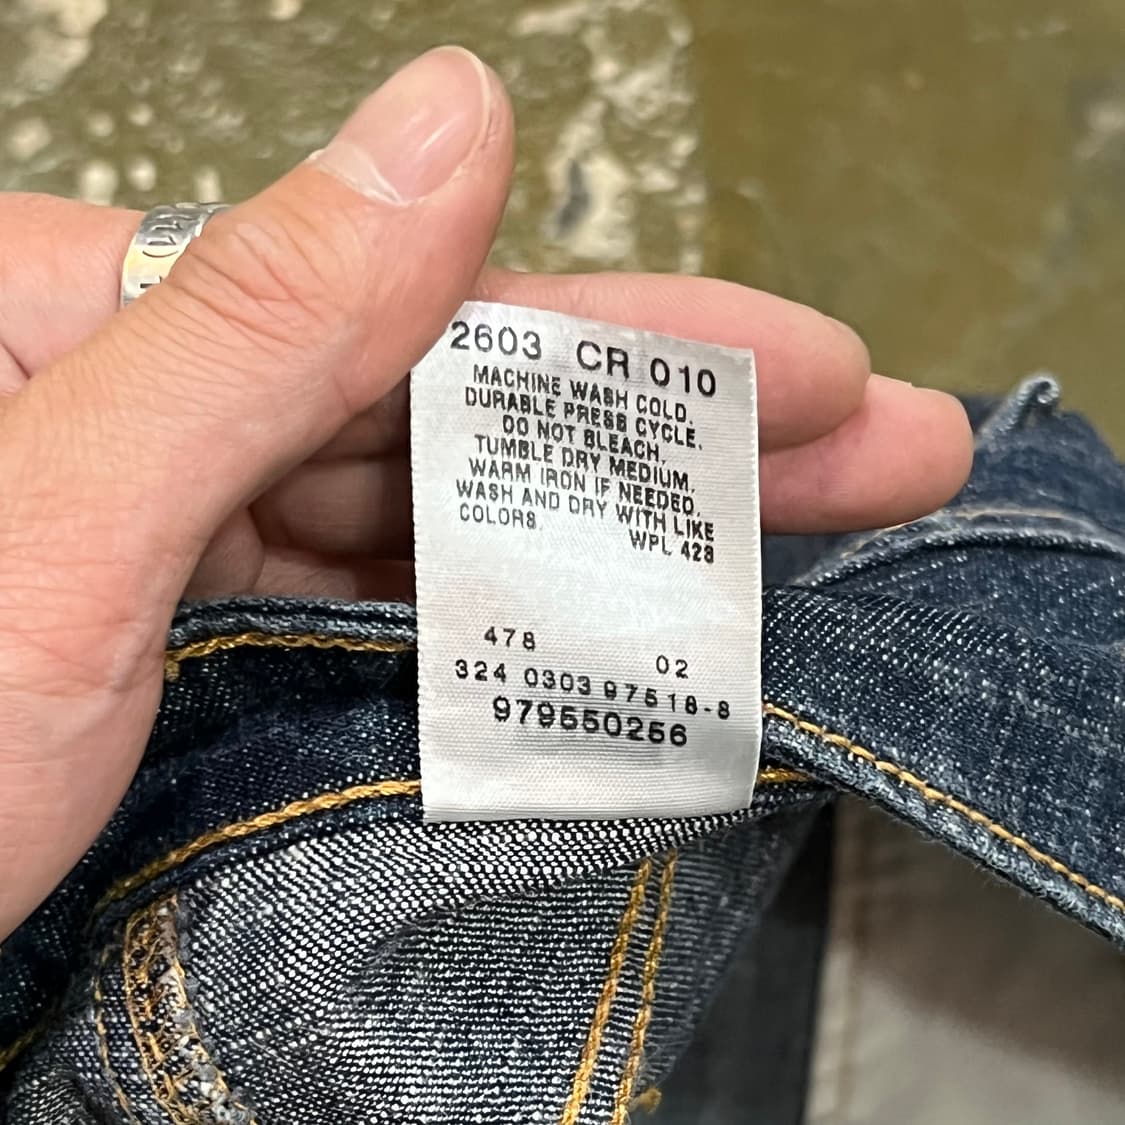 2603 CR 010
MACHINE WASH COLD.
DURABLE PRESS CYCLE.
DO NOT BLEACH.
TUMBLE DRY MEDIUM.
WARM IRON IF NEEDED.
WASH AND DRY WITH LIKE
COLORS.
WPL 423
478 02
324 0303 97518-8
979550256